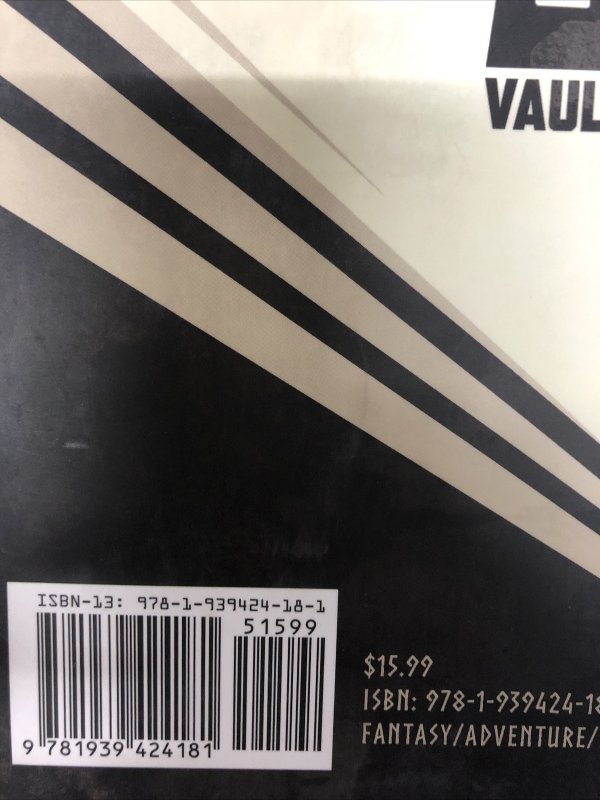 VAUL
ISBN-13: 978-1-939424-18-1
51599
9 781939 424181
$15.99
ISBN: 978-1-939424-18
FANTASY/ADVENTURE/